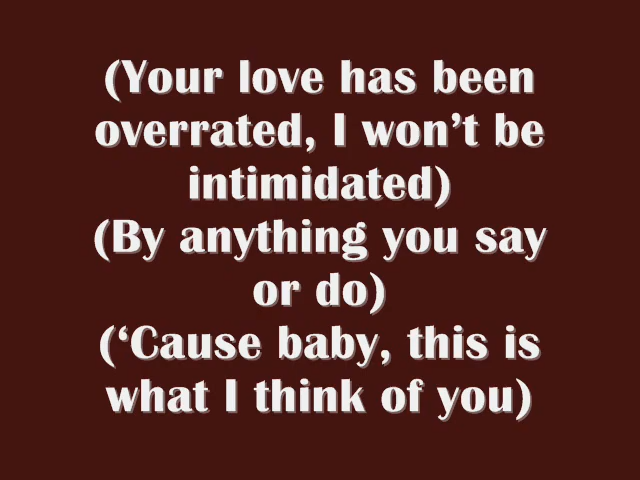 (Your love has been
overrated, I won’t be
intimidated)
(By anything you say
or do)
(‘Cause baby, this is
what I think of you)